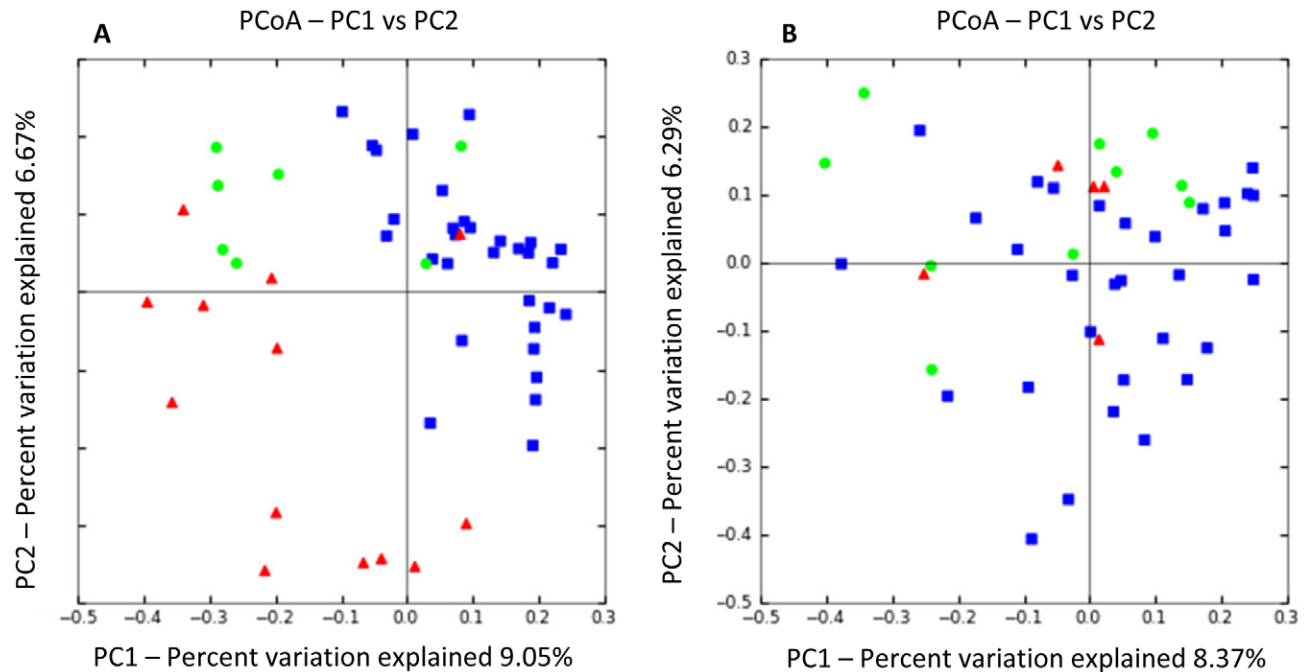 A
PCoA – PC1 vs PC2
PC2 – Percent variation explained 6.67%
−0.5 −0.4 −0.3 −0.2 −0.1 0.0 0.1 0.2 0.3
PC1 – Percent variation explained 9.05%
B
PCoA – PC1 vs PC2
PC2 – Percent variation explained 6.29%
0.3
0.2
0.1
0.0
−0.1
−0.2
−0.3
−0.4
−0.5
−0.5 −0.4 −0.3 −0.2 −0.1 0.0 0.1 0.2 0.3
PC1 – Percent variation explained 8.37%